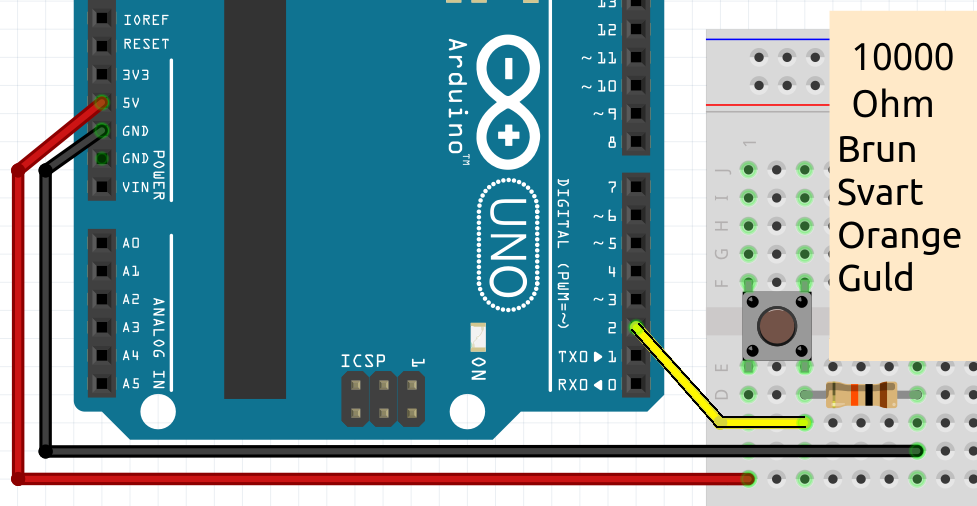 IOREF
RESET
3V3
5V
GND
GND
VIN
POWER
A0
A1
A2
A3
A4
A5
ANALOG IN
ICSP
1
ON
Arduino™
UNO
13
12
~ 11
~ 10
~ 9
8
7
~ 6
~ 5
4
~ 3
2
TX0 ▶ 1
RX0 ◀ 0
DIGITAL (PWM=~)
1
J
I
H
G
F
E
D
10000
Ohm
Brun
Svart
Orange
Guld